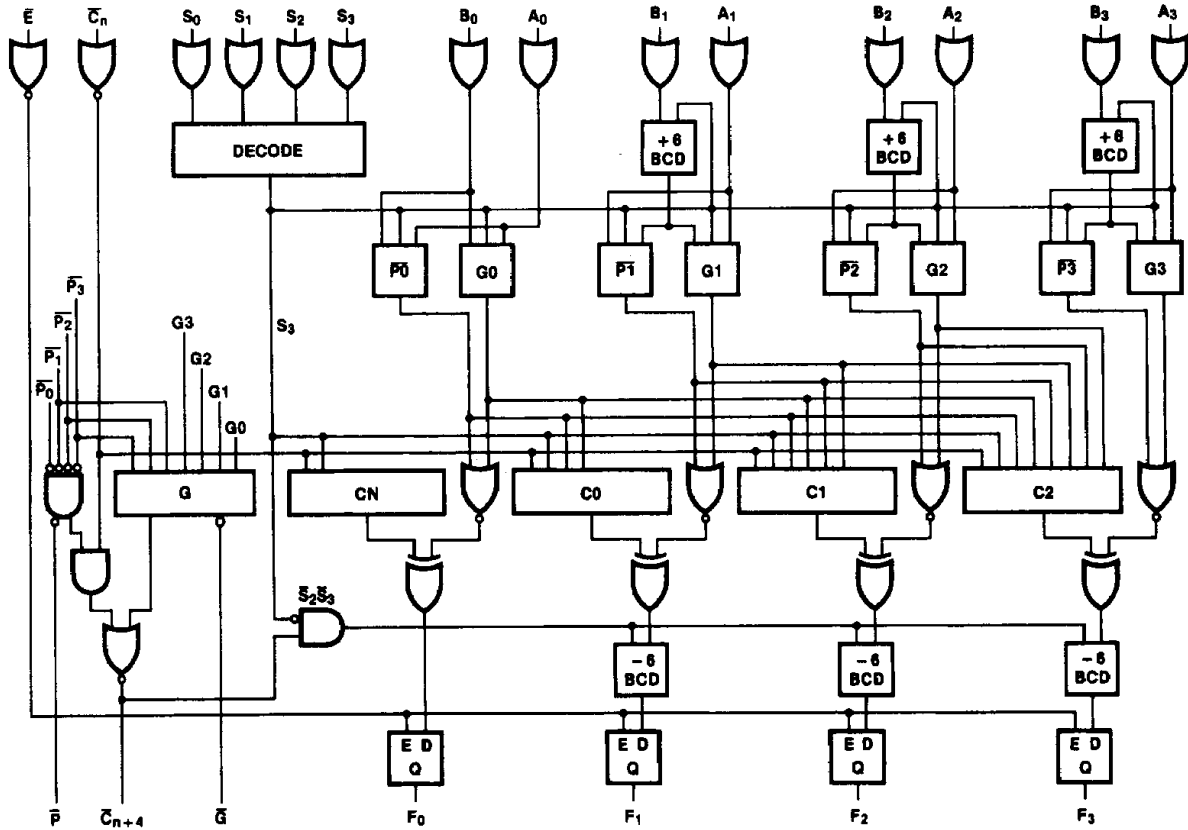 E̅ C̅ₙ S₀ S₁ S₂ S₃ B₀ A₀ B₁ A₁ B₂ A₂ B₃ A₃
DECODE
+6 BCD
+6 BCD
+6 BCD
P̅0̅ G0 P̅1̅ G1 P̅2̅ G2 P̅3̅ G3
P̅₃
P̅₂
P̅₁
P̅₀
G3
G2
G1
G0
S₃
G CN C0 C1 C2
S̅₂S̅₃
−6 BCD
−6 BCD
−6 BCD
E D
Q
E D
Q
E D
Q
E D
Q
P̅ C̅ₙ₊₄ G̅ F₀ F₁ F₂ F₃